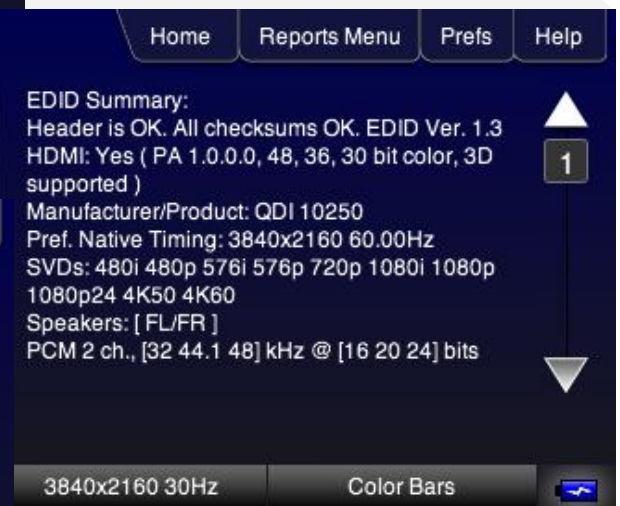 Home Reports Menu Prefs Help
EDID Summary:
Header is OK. All checksums OK. EDID Ver. 1.3
HDMI: Yes ( PA 1.0.0.0, 48, 36, 30 bit color, 3D
supported )
Manufacturer/Product: QDI 10250
Pref. Native Timing: 3840x2160 60.00Hz
SVDs: 480i 480p 576i 576p 720p 1080i 1080p
1080p24 4K50 4K60
Speakers: [ FL/FR ]
PCM 2 ch., [32 44.1 48] kHz @ [16 20 24] bits
1
3840x2160 30Hz Color Bars